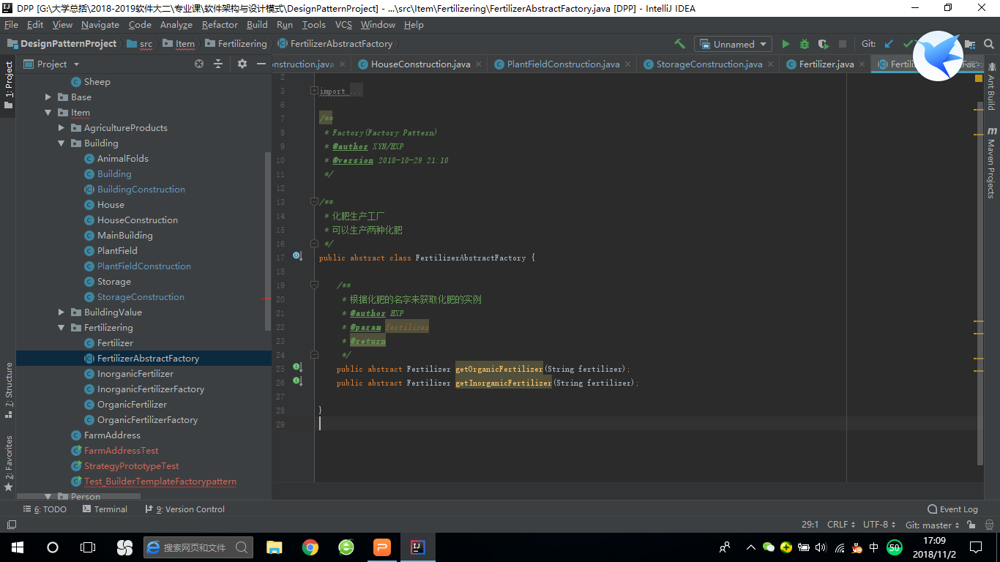 DPP [G:\大学总括\2018-2019软件大二\专业课\软件架构与设计模式\DesignPatternProject] - ...\src\Item\Fertilizering\FertilizerAbstractFactory.java [DPP] - IntelliJ IDEA
File Edit View Navigate Code Analyze Refactor Build Run Tools VCS Window Help
DesignPatternProject src Item Fertilizering FertilizerAbstractFactory Unnamed Git:
Project onstruction.java HouseConstruction.java PlantFieldConstruction.java StorageConstruction.java Fertilizer.java
1: Project
Sheep
Base
Item
AgricultureProducts
Building
AnimalFolds
Building
BuildingConstruction
House
HouseConstruction
MainBuilding
PlantField
PlantFieldConstruction
Storage
StorageConstruction
BuildingValue
Fertilizering
Fertilizer
FertilizerAbstractFactory
InorganicFertilizer
InorganicFertilizerFactory
OrganicFertilizer
OrganicFertilizerFactory
FarmAddress
FarmAddressTest
StrategyPrototypeTest
Test_BuilderTemplateFactorypattern
Person
7: Structure
2: Favorites
2
3 import ...
6
7 /**
8 * Factory(Factory Pattern)
9 * @author XYN/HXP
10 * @version 2018-10-29 21:10
11 */
12
13 /**
14 * 化肥生产工厂
15 * 可以生产两种化肥
16 */
17 public abstract class FertilizerAbstractFactory {
18
19 /**
20 * 根据化肥的名字来获取化肥的实例
21 * @author HXP
22 * @param fertilizer
23 * @return
24 */
25 public abstract Fertilizer getOrganicFertilizer(String fertilizer);
26 public abstract Fertilizer getInorganicFertilizer(String fertilizer);
27
28 }
29
Ant Build
Maven Projects
6: TODO Terminal 9: Version Control Event Log
29:1 CRLF UTF-8 Git: master
搜索网页和文件 中 50 17:09
2018/11/2